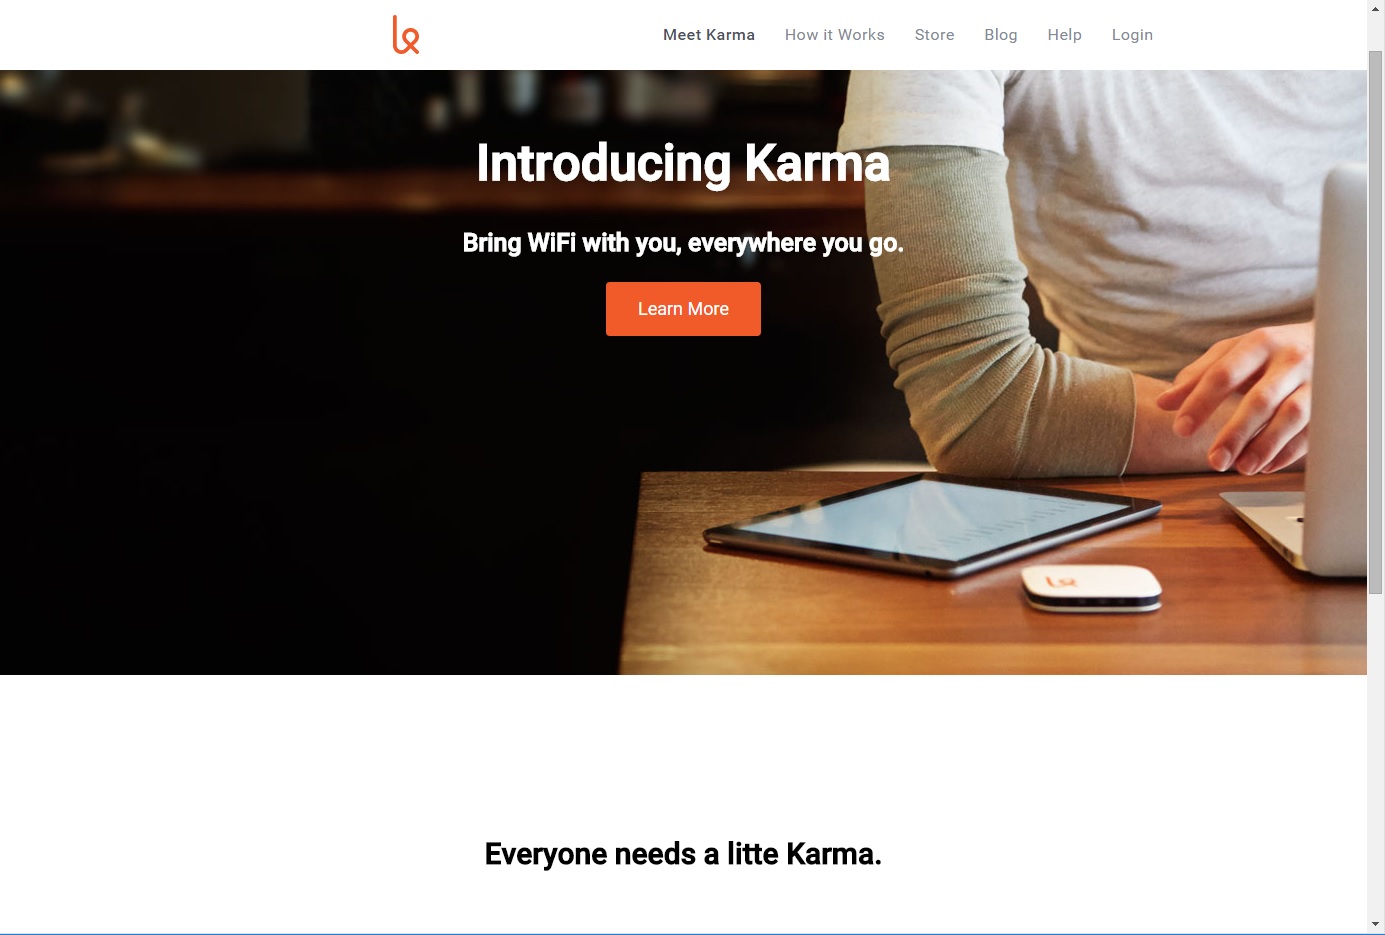 Meet Karma How it Works Store Blog Help Login
Introducing Karma
Bring WiFi with you, everywhere you go.
Learn More
Everyone needs a litte Karma.